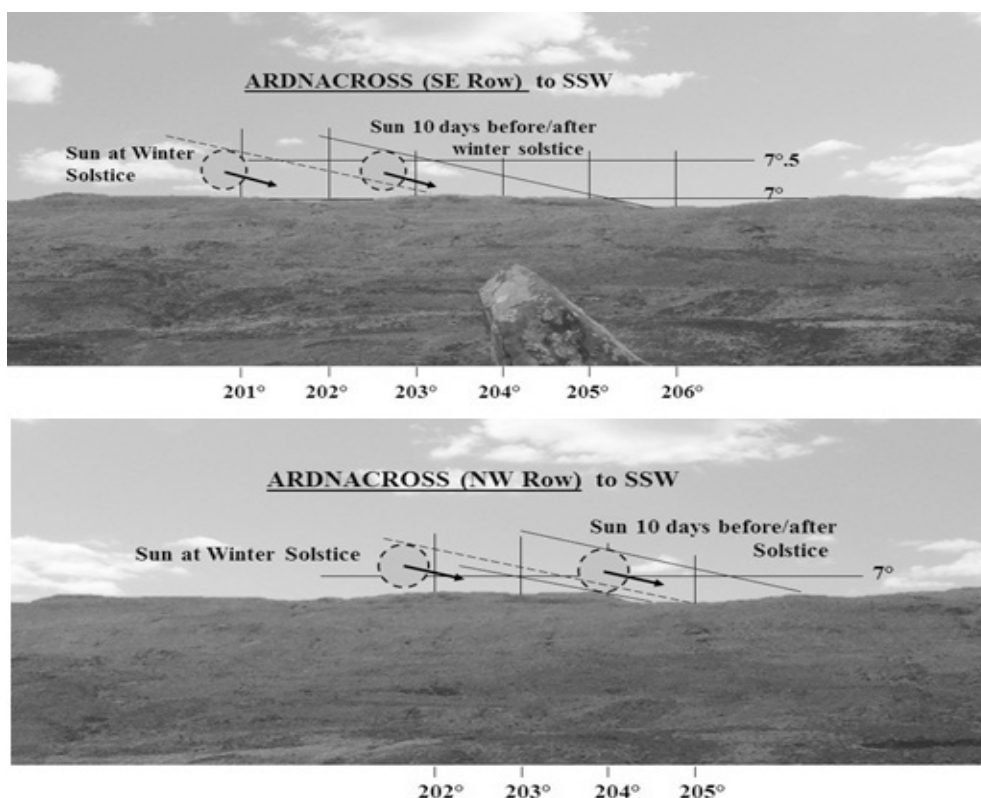 ARDNACROSS (SE Row) to SSW
Sun 10 days before/after
winter solstice
Sun at Winter
Solstice
7°.5
7°
201° 202° 203° 204° 205° 206°
ARDNACROSS (NW Row) to SSW
Sun 10 days before/after
Solstice
Sun at Winter Solstice
7°
202° 203° 204° 205°